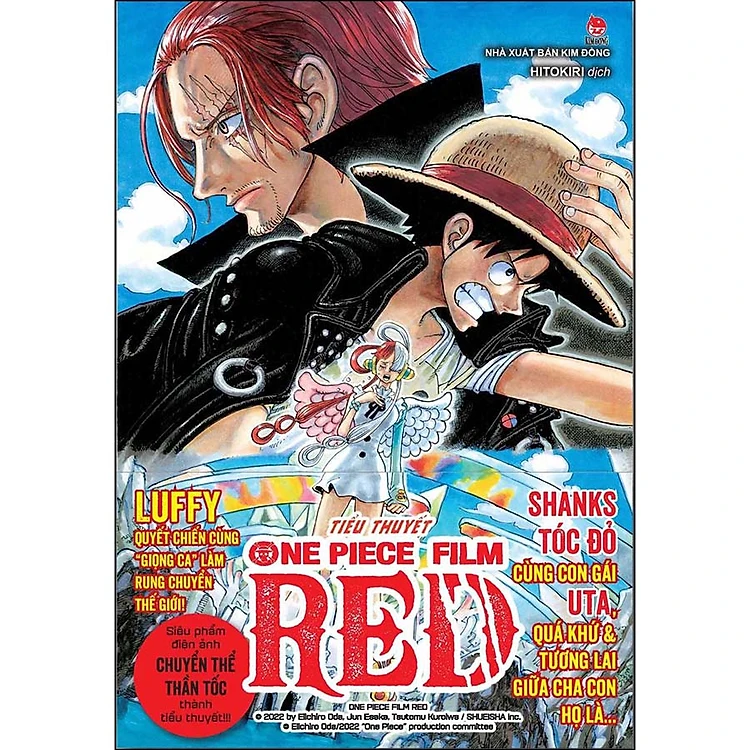 KIM ĐỒNG
NHÀ XUẤT BẢN KIM ĐỒNG
HITOKIRI dịch
LUFFY
QUYẾT CHIẾN CÙNG
"GIỌNG CA" LÀM
RUNG CHUYỂN
THẾ GIỚI!
Siêu phẩm
điện ảnh
CHUYỂN THỂ
THẦN TỐC
thành
tiểu thuyết!!!
TIỂU THUYẾT
ONE PIECE FILM
RED
SHANKS
TÓC ĐỎ
CÙNG CON GÁI
UTA,
QUÁ KHỨ &
TƯƠNG LAI
GIỮA CHA CON
HỌ LÀ...
ONE PIECE FILM RED
© 2022 by Eiichiro Oda, Jun Esaka, Tsutomu Kuroiwa / SHUEISHA Inc.
© Eiichiro Oda/2022 "One Piece" production committee